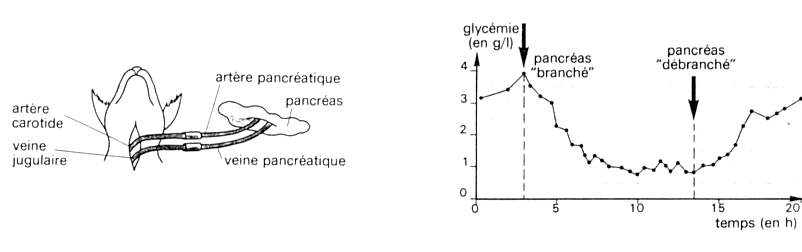 artère pancréatique
pancréas
artère
carotide
veine
jugulaire
veine pancréatique
glycémie
(en g/l)
pancréas
"branché"
pancréas
"débranché"
4
3
2
1
0
0
5
10
15
20
temps (en h)